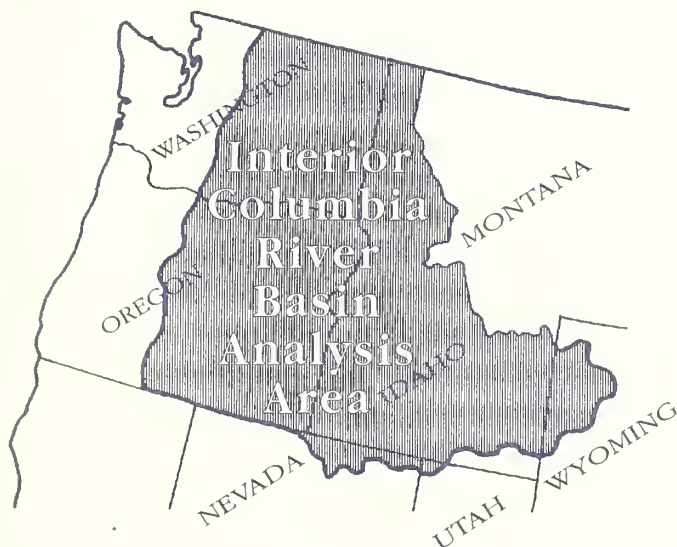 WASHINGTON
Interior
Columbia
River
Basin
Analysis
Area
MONTANA
OREGON
IDAHO
NEVADA
UTAH
WYOMING